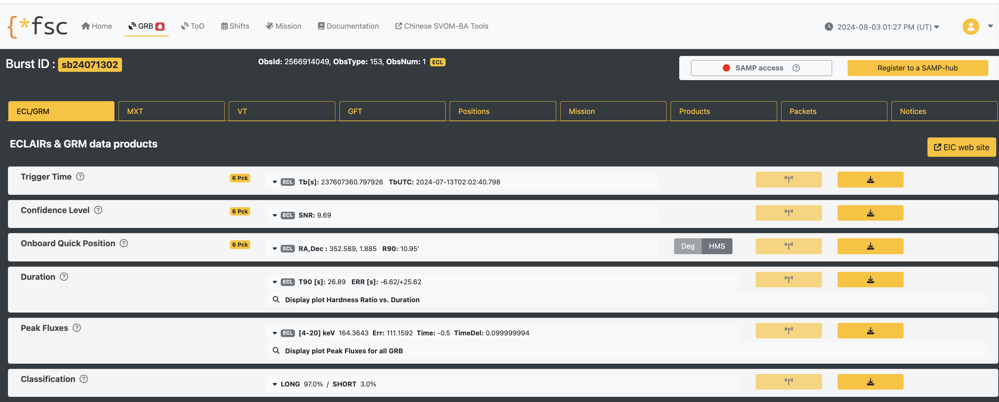 {*fsc Home GRB ToO Shifts Mission Documentation Chinese SVOM-BA Tools 2024-08-03 01:27 PM (UT)
Burst ID : sb24071302 ObsId: 2566914049, ObsType: 153, ObsNum: 1 ECL SAMP access ? Register to a SAMP-hub
ECL/GRM MXT VT GFT Positions Mission Products Packets Notices
ECLAIRs & GRM data products EIC web site
Trigger Time ? 6 Pck ECL Tb[s]: 237607360.797926 TbUTC: 2024-07-13T02:02:40.798
Confidence Level ? 6 Pck ECL SNR: 9.69
Onboard Quick Position ? 6 Pck ECL RA,Dec : 352.589, 1.885 R90: 10.95' Deg HMS
Duration ? ECL T90 [s]: 26.89 ERR [s]: -6.62/+25.62
Display plot Hardness Ratio vs. Duration
Peak Fluxes ? ECL [4-20] keV 164.3643 Err: 111.1592 Time: -0.5 TimeDel: 0.099999994
Display plot Peak Fluxes for all GRB
Classification ? LONG 97.0% / SHORT 3.0%